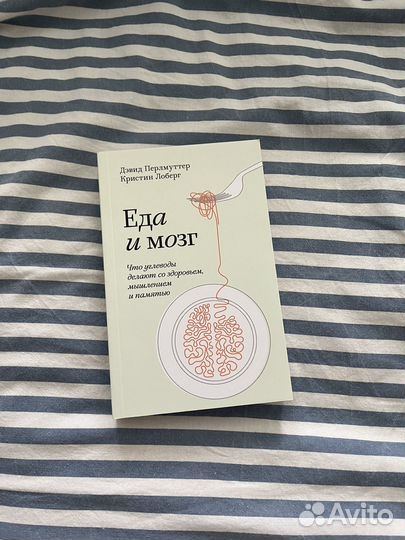 Дэвид Перлмуттер
Кристин Лоберг
Еда
и мозг
Что углеводы
делают со здоровьем,
мышлением
и памятью
Avito